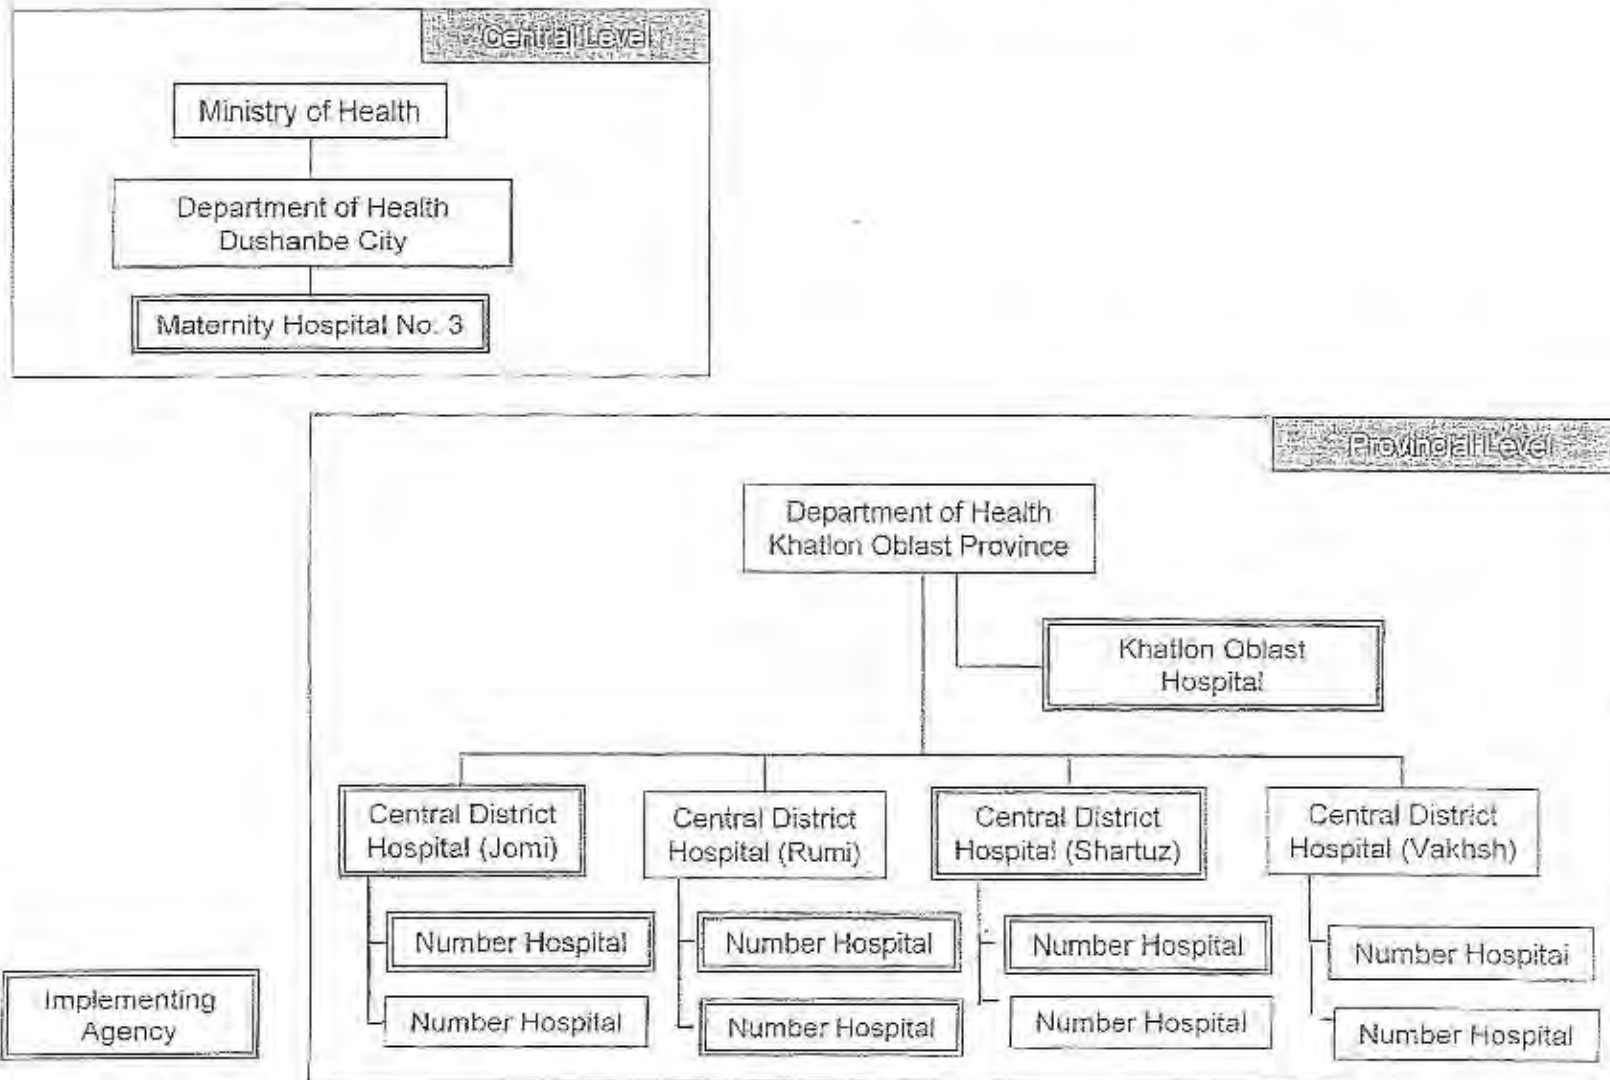 Central Level
Ministry of Health
Department of Health
Dushanbe City
Maternity Hospital No. 3
Provincial Level
Department of Health
Khatlon Oblast Province
Khatlon Oblast
Hospital
Central District
Hospital (Jomi)
Central District
Hospital (Rumi)
Central District
Hospital (Shartuz)
Central District
Hospital (Vakhsh)
Number Hospital
Number Hospital
Number Hospital
Number Hospital
Number Hospital
Number Hospital
Number Hospital
Number Hospital
Implementing
Agency